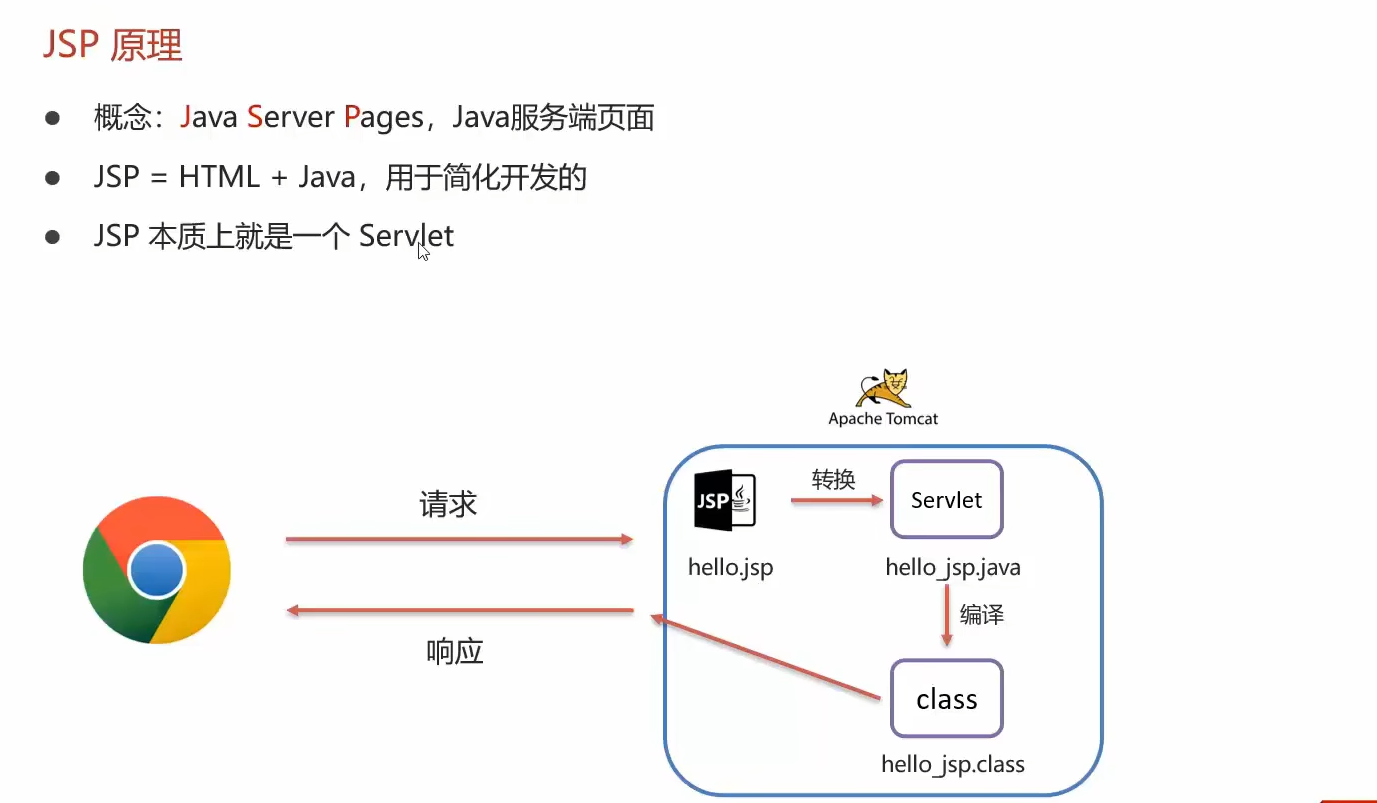 JSP 原理
概念：Java Server Pages，Java服务端页面
JSP = HTML + Java，用于简化开发的
JSP 本质上就是一个 Servlet
Apache Tomcat
请求
JSP
转换
Servlet
hello.jsp
hello_jsp.java
编译
响应
class
hello_jsp.class